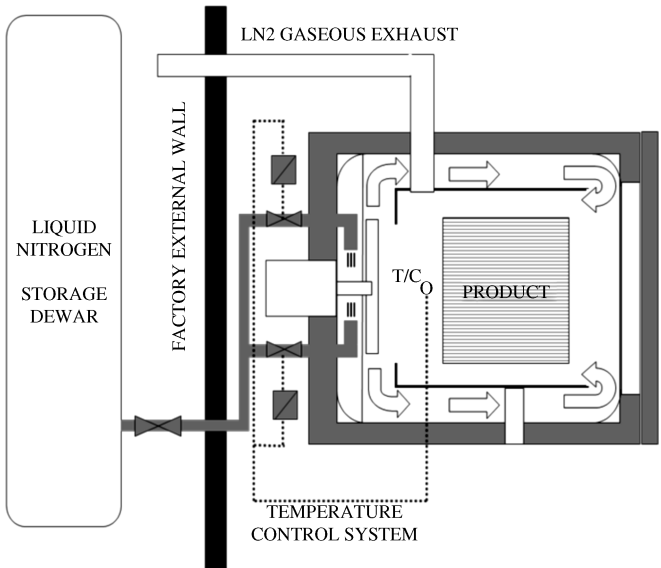 LN2 GASEOUS EXHAUST
FACTORY EXTERNAL WALL
LIQUID
NITROGEN
STORAGE
DEWAR
T/C
PRODUCT
TEMPERATURE
CONTROL SYSTEM